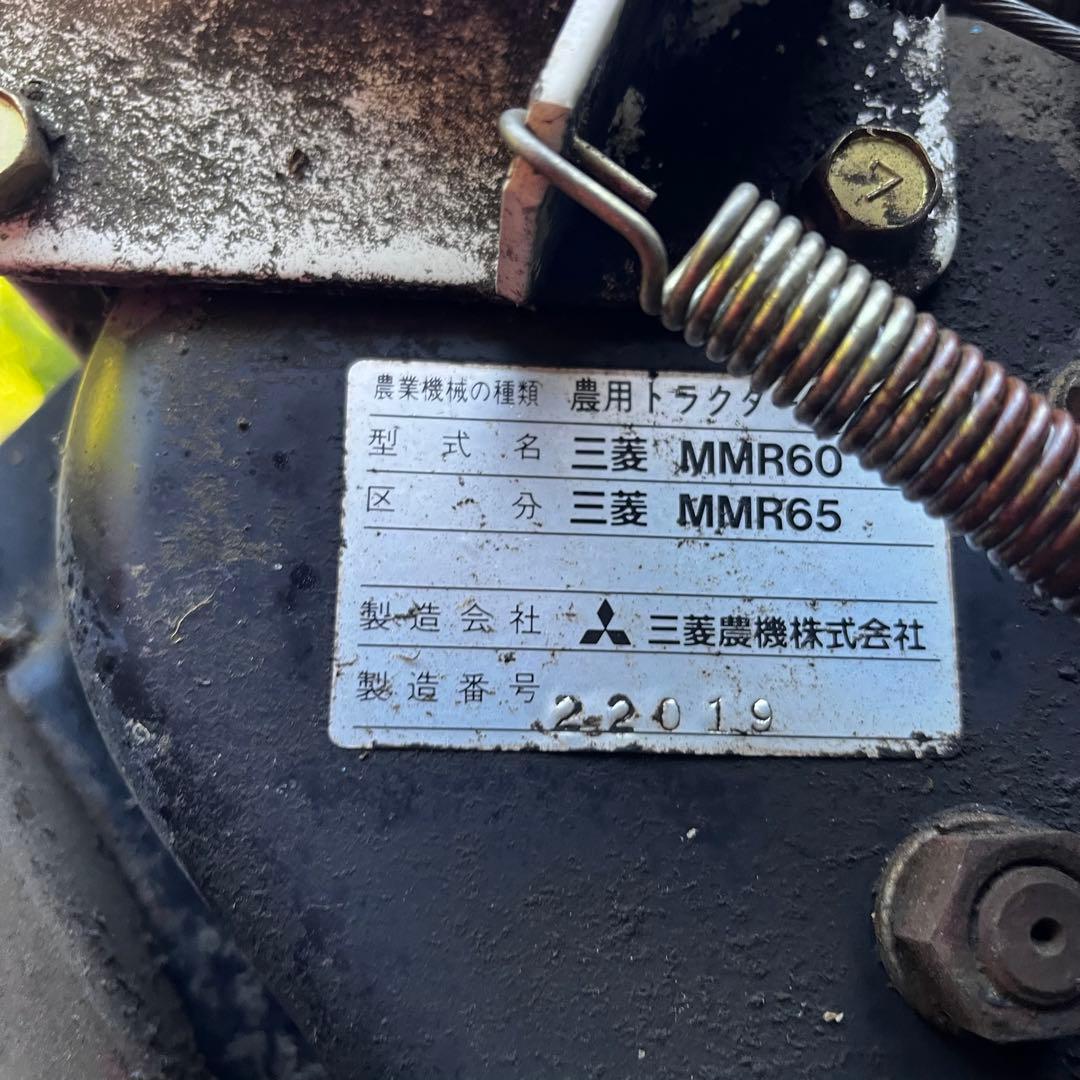 農業機械の種類 農用トラクタ
型式名 三菱 MMR60
区分 三菱 MMR65
製造会社 三菱農機株式会社
製造番号 22019
7